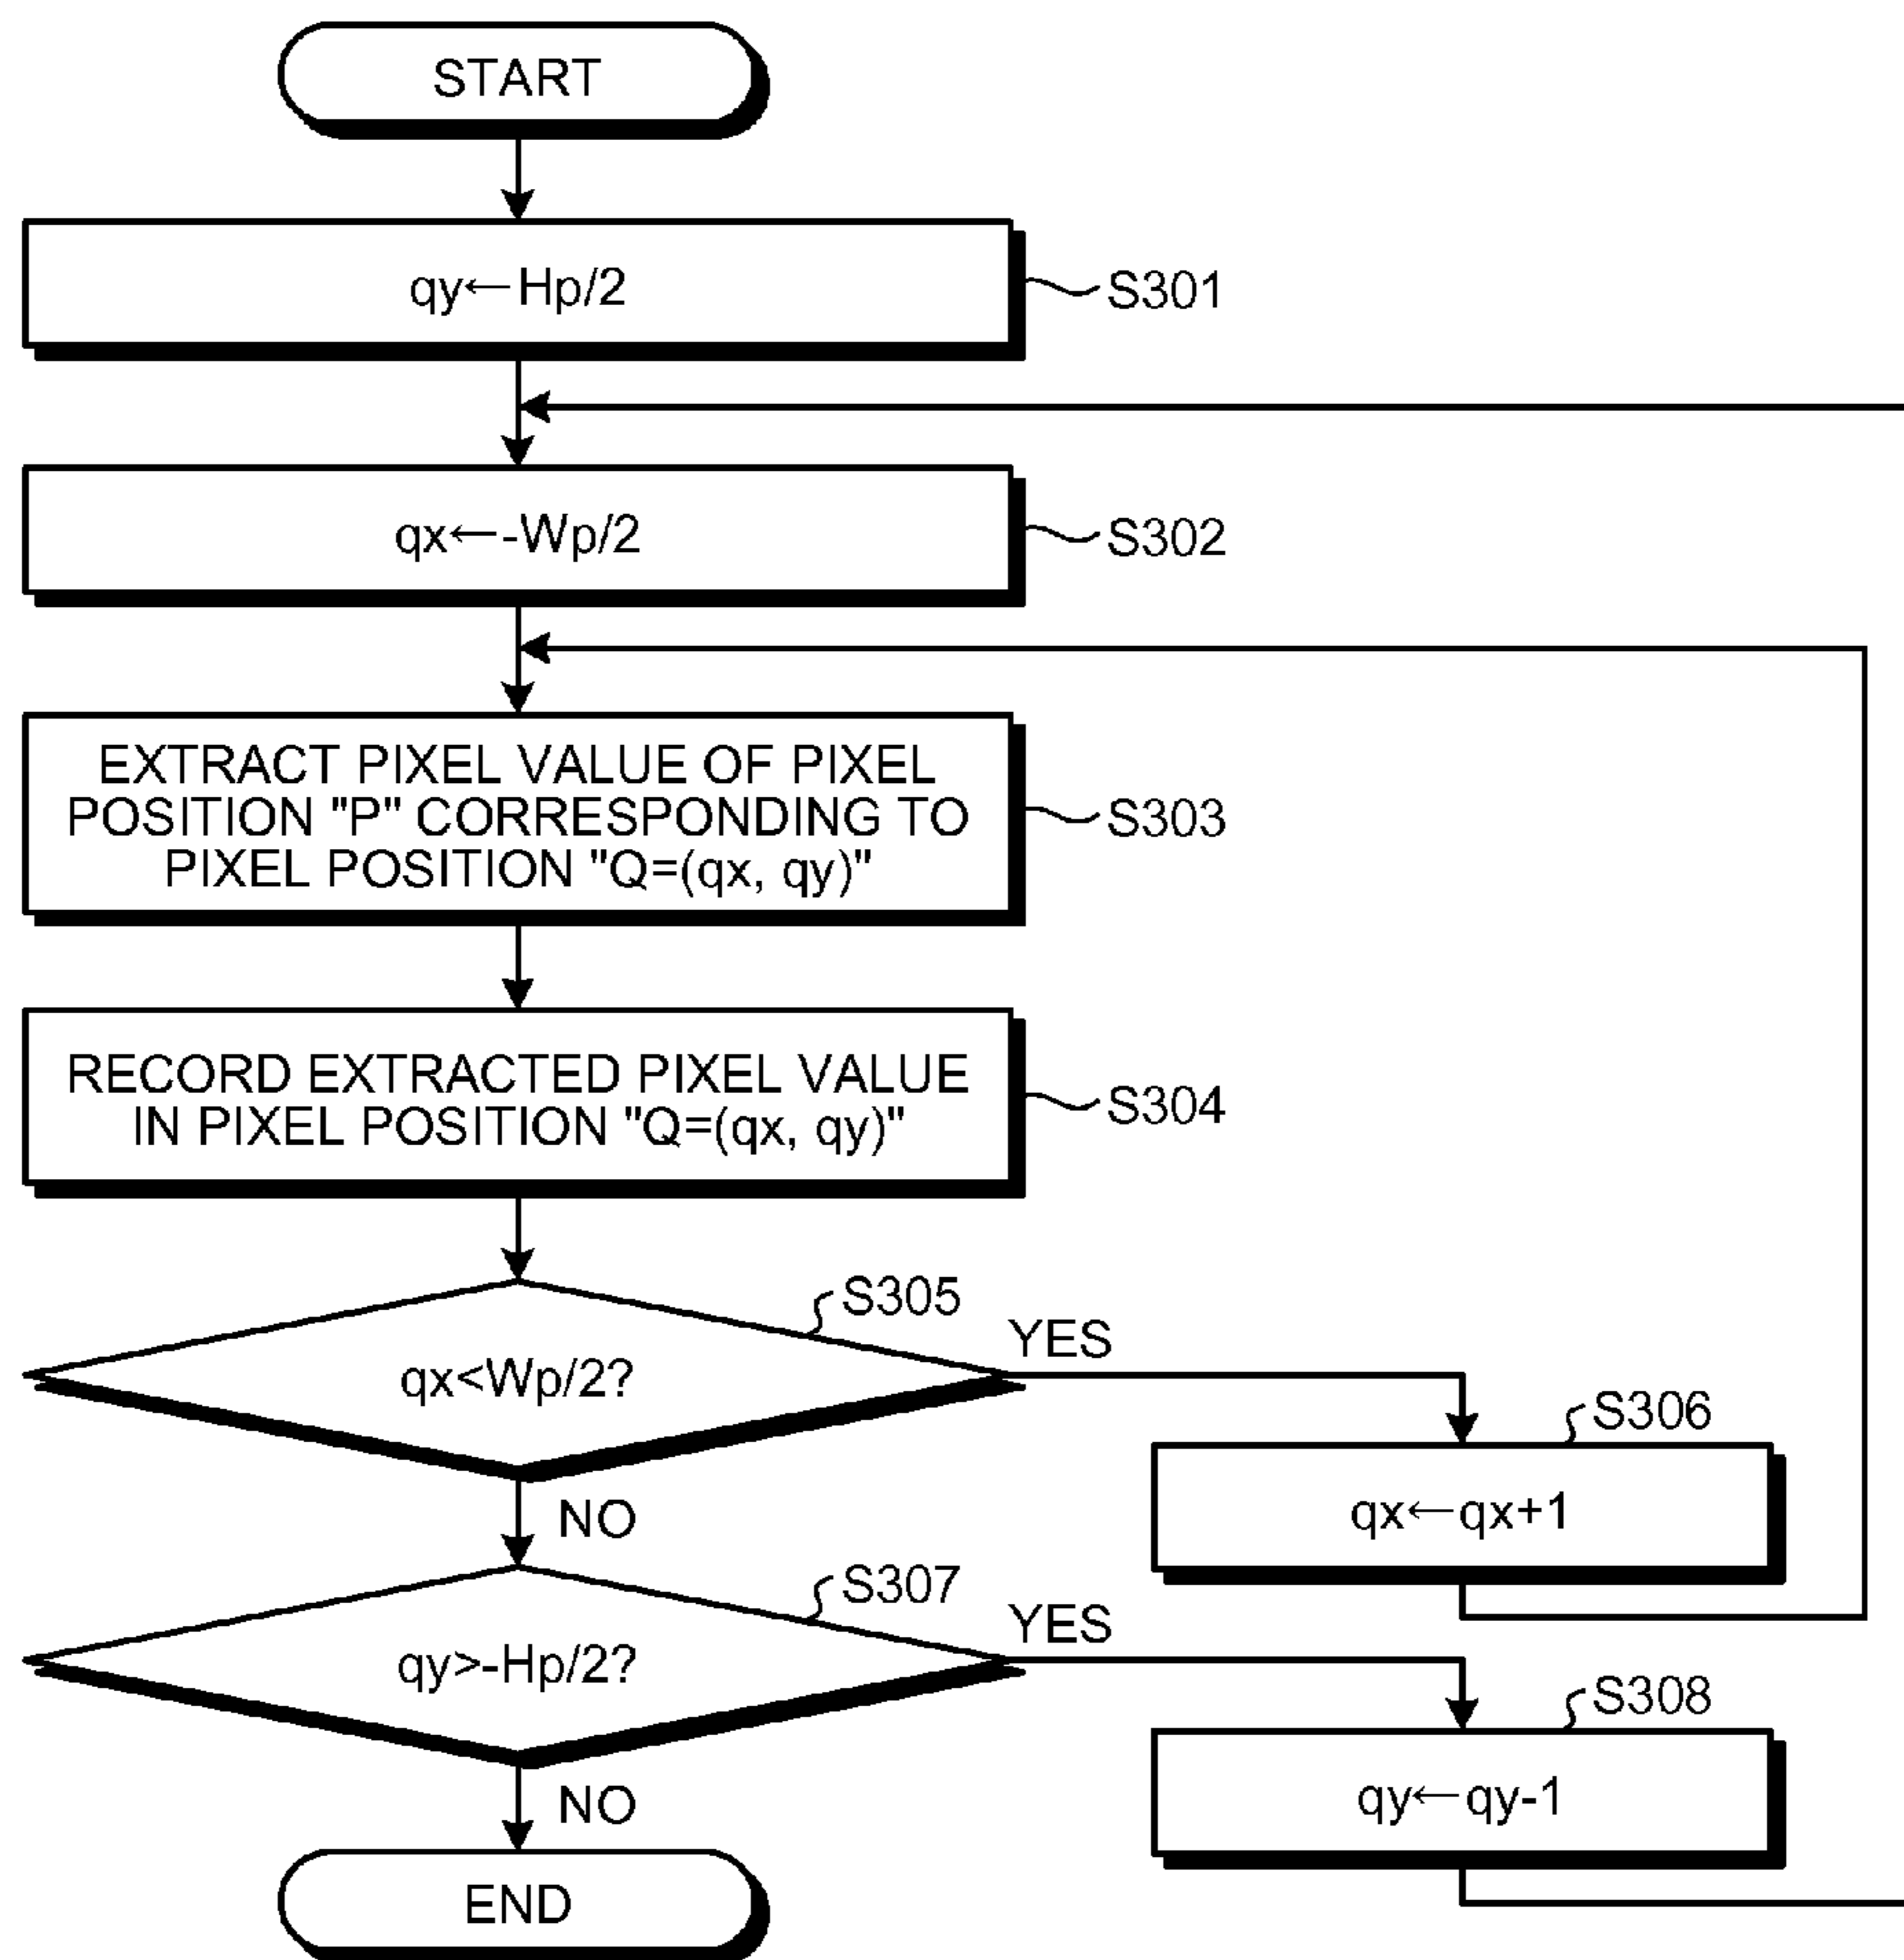 START
qy←Hp/2
S301
qx←-Wp/2
S302
EXTRACT PIXEL VALUE OF PIXEL
POSITION "P" CORRESPONDING TO
PIXEL POSITION "Q=(qx, qy)"
S303
RECORD EXTRACTED PIXEL VALUE
IN PIXEL POSITION "Q=(qx, qy)"
S304
S305
qx<Wp/2?
YES
S306
qx←qx+1
NO
S307
qy>-Hp/2?
YES
S308
qy←qy-1
NO
END